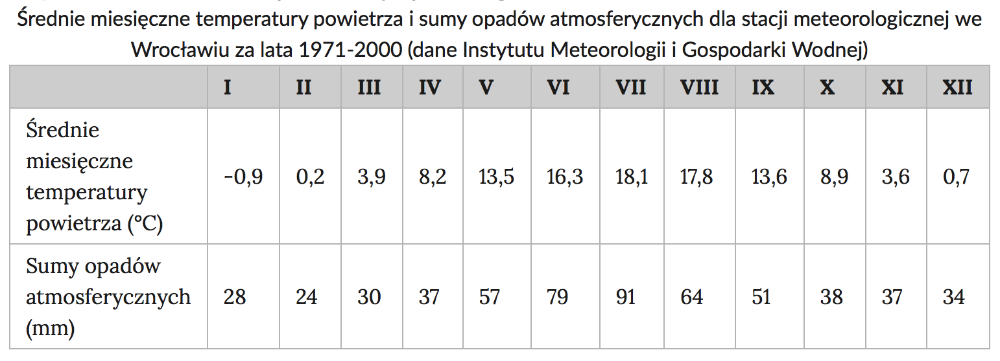 Średnie miesięczne temperatury powietrza i sumy opadów atmosferycznych dla stacji meteorologicznej we
Wrocławiu za lata 1971-2000 (dane Instytutu Meteorologii i Gospodarki Wodnej)
I II III IV V VI VII VIII IX X XI XII
Średnie
miesięczne
temperatury
powietrza (°C)
-0,9 0,2 3,9 8,2 13,5 16,3 18,1 17,8 13,6 8,9 3,6 0,7
Sumy opadów
atmosferycznych
(mm)
28 24 30 37 57 79 91 64 51 38 37 34